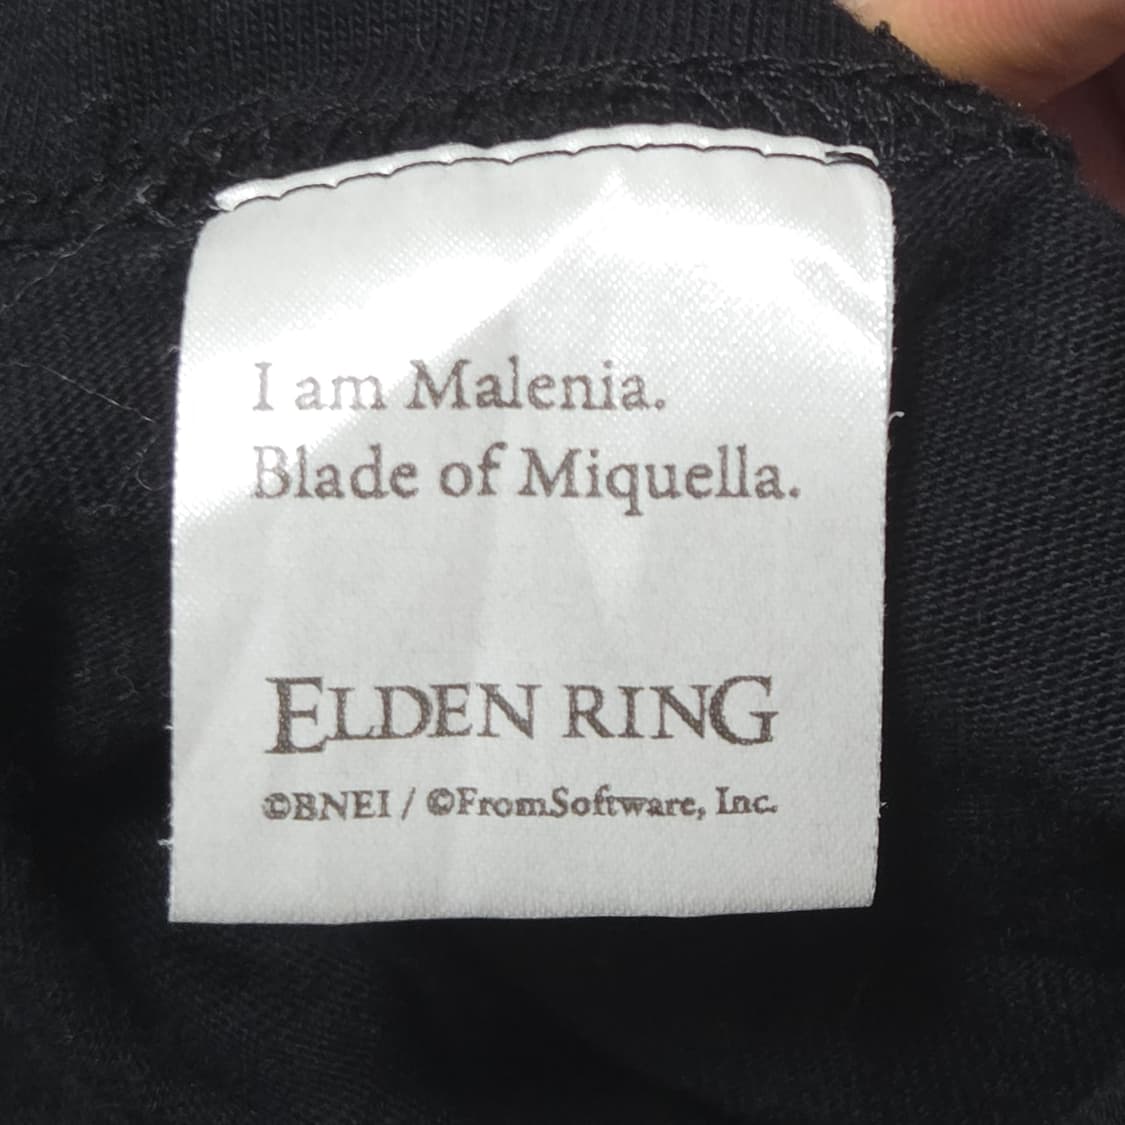 I am Malenia.
Blade of Miquella.
ELDEN RING
©BNEI / ©FromSoftware, Inc.